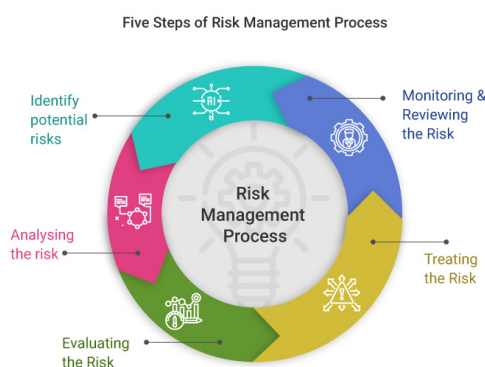 Five Steps of Risk Management Process
Identify
potential
risks
RI
Monitoring &
Reviewing
the Risk
Risk
Management
Process
Analysing
the risk
Treating
the Risk
Evaluating
the Risk